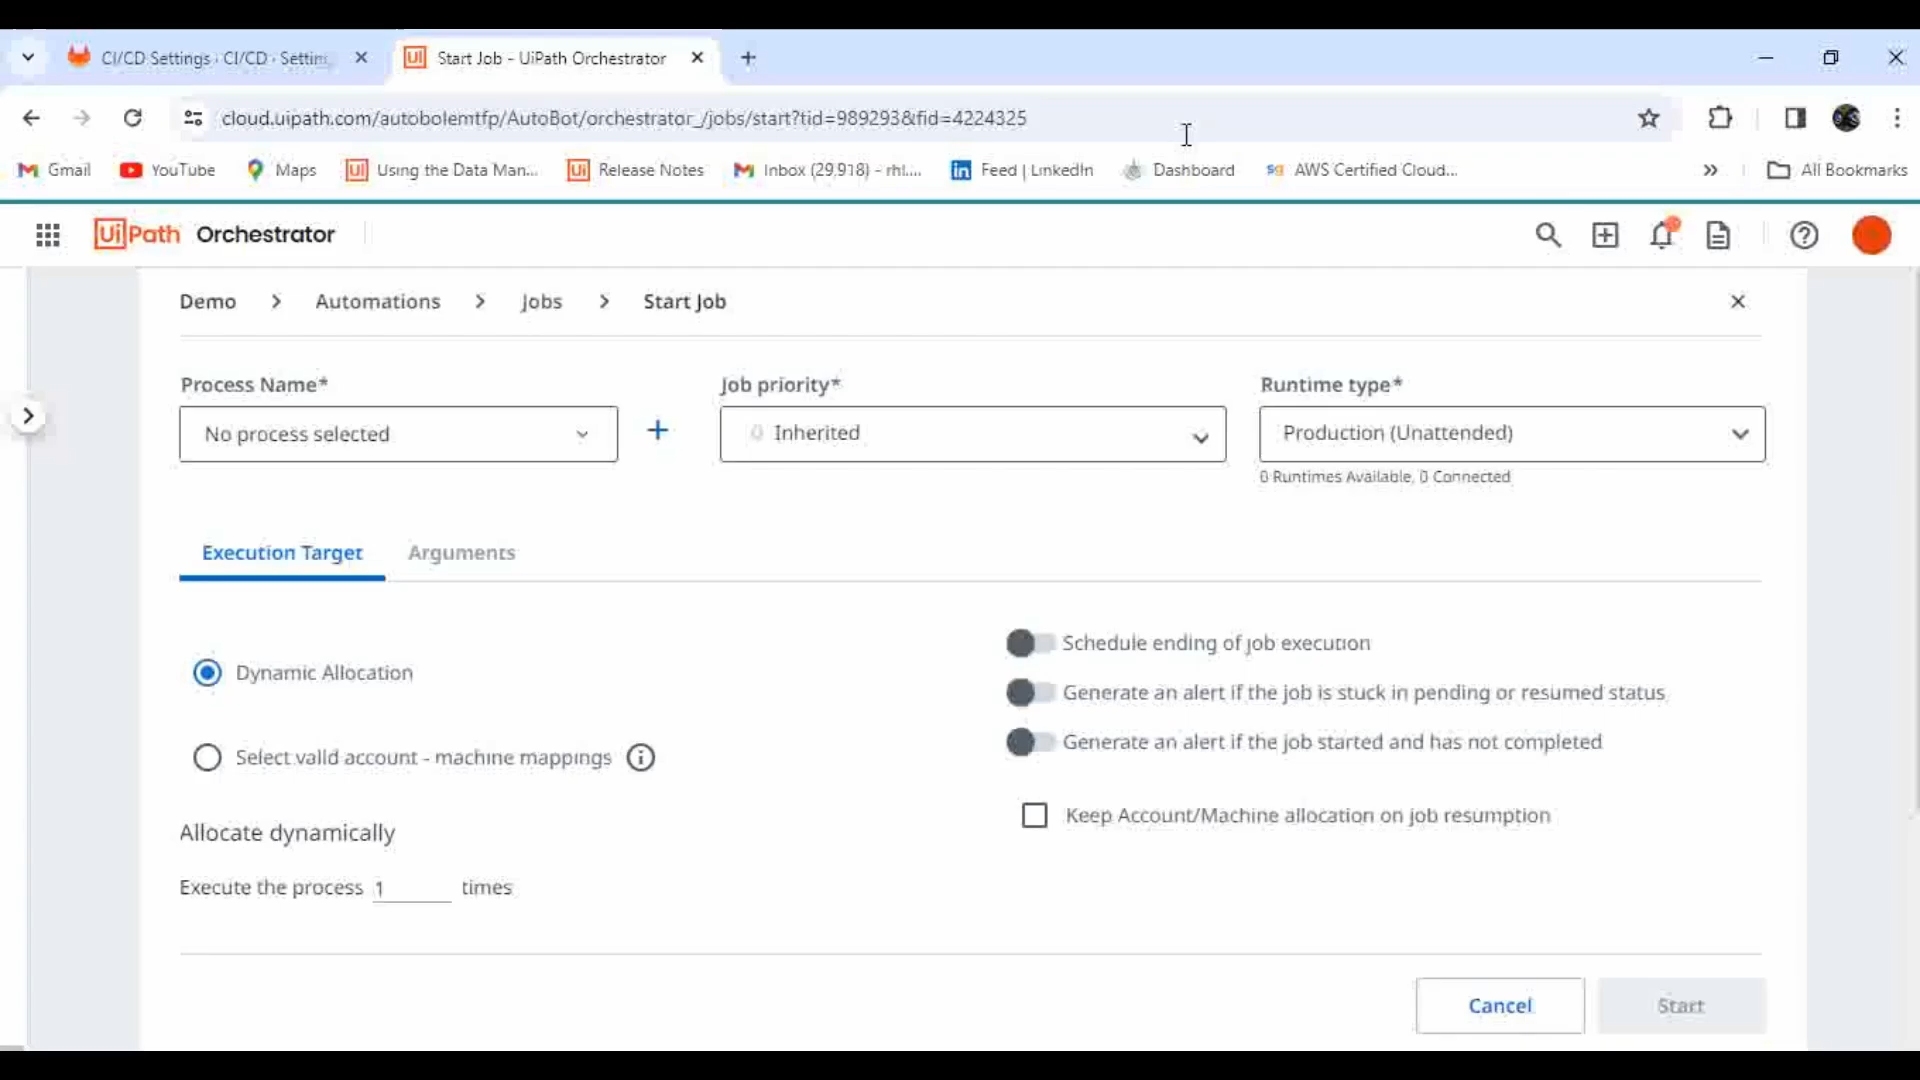 CI/CD Settings · CI/CD · Settin
Start Job - UiPath Orchestrator
cloud.uipath.com/autobolemtfp/AutoBot/orchestrator_/jobs/start?tid=989293&fid=4224325
Gmail
YouTube
Maps
Using the Data Man...
Release Notes
Inbox (29,918) - rhl....
Feed | LinkedIn
Dashboard
AWS Certified Cloud...
All Bookmarks
UiPath Orchestrator
Demo > Automations > Jobs > Start Job
Process Name*
Job priority*
Runtime type*
No process selected
Inherited
Production (Unattended)
0 Runtimes Available, 0 Connected
Execution Target
Arguments
Dynamic Allocation
Select valid account - machine mappings
Allocate dynamically
Execute the process 1 times
Schedule ending of job execution
Generate an alert if the job is stuck in pending or resumed status
Generate an alert if the job started and has not completed
Keep Account/Machine allocation on job resumption
Cancel
Start